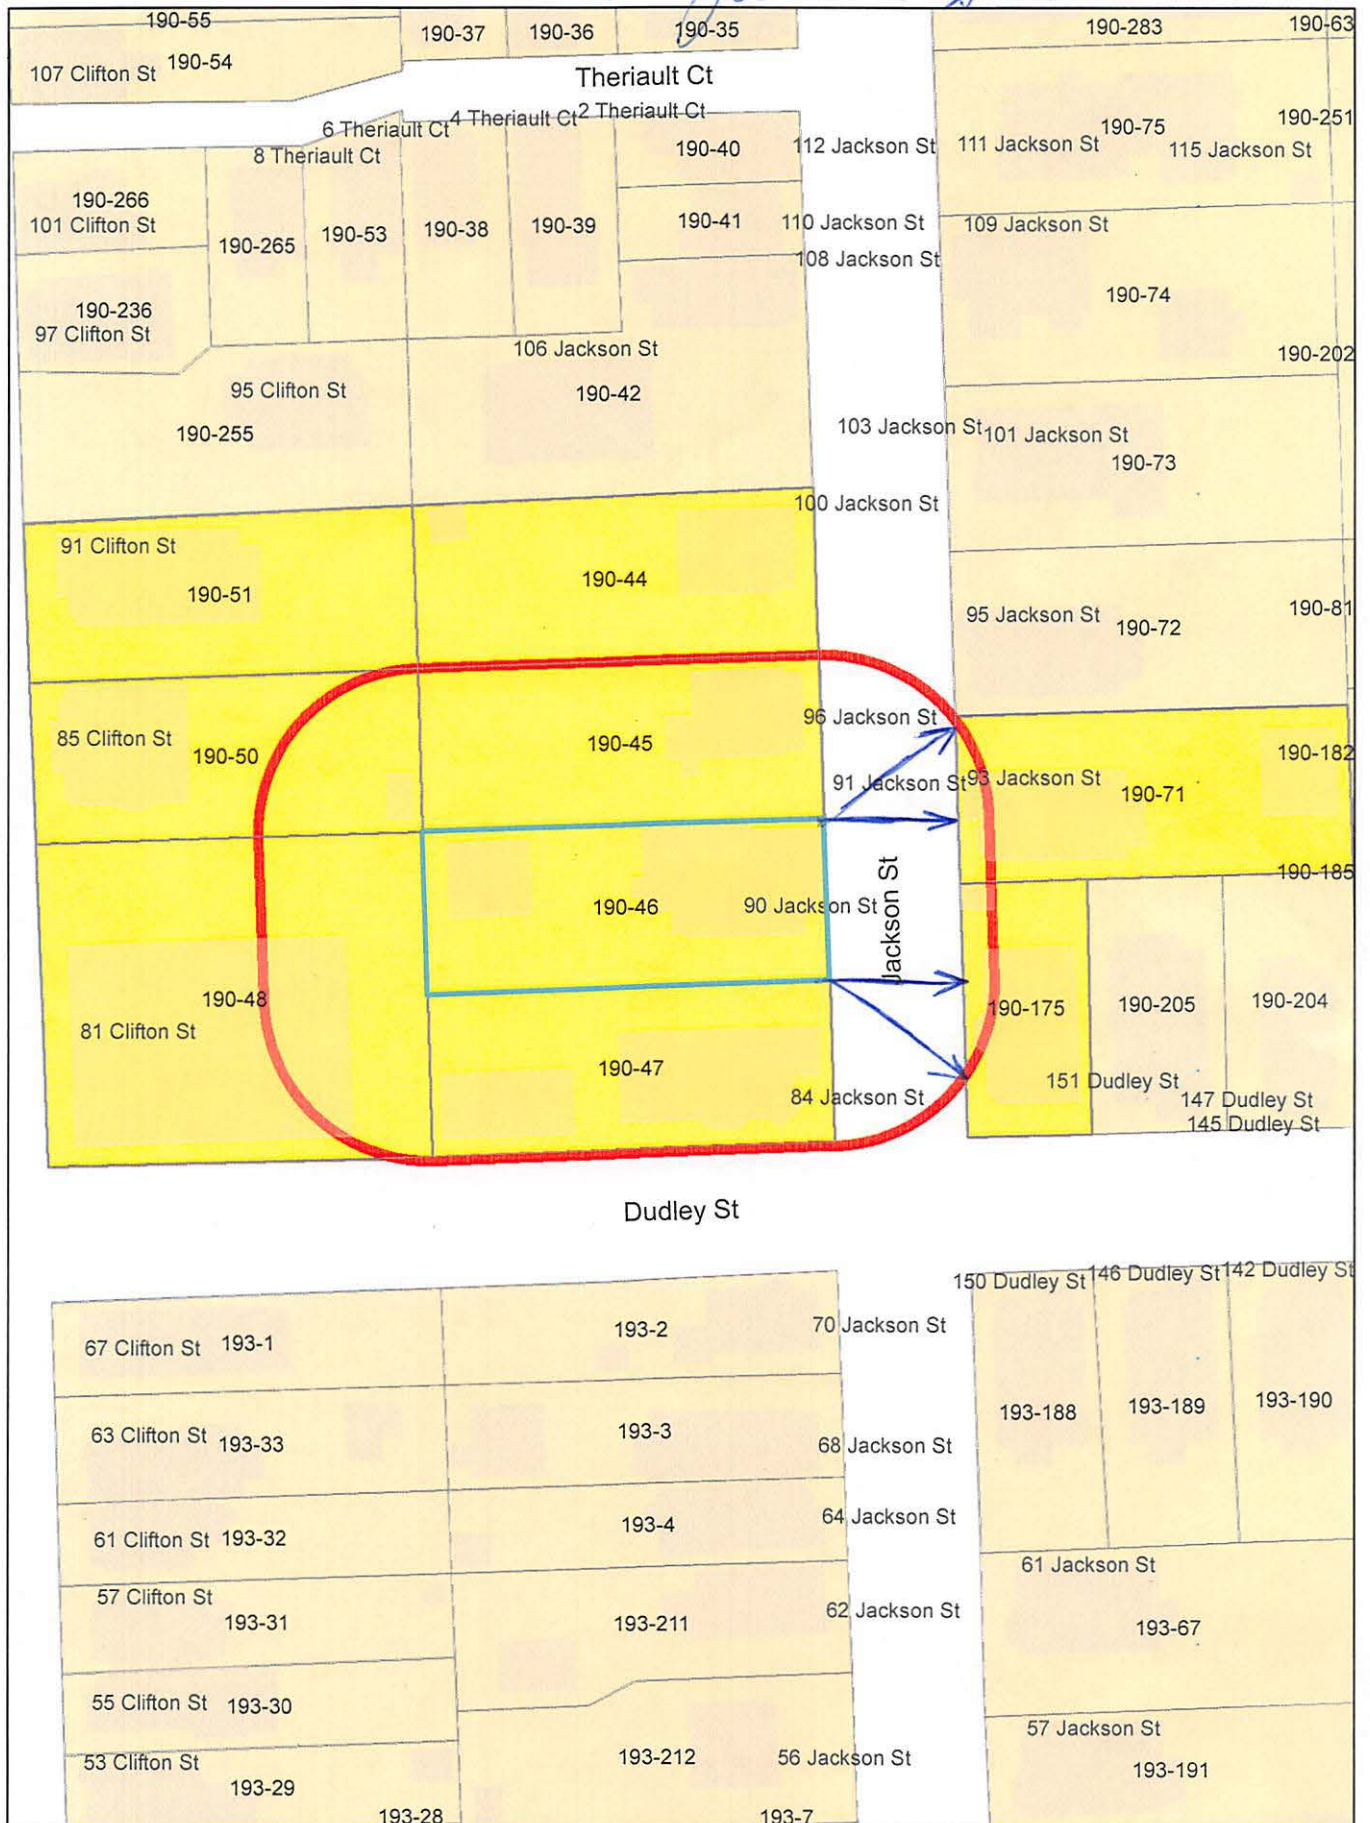 190-55
190-37
190-36
190-35
190-283
190-63
107 Clifton St
190-54
Theriault Ct
6 Theriault Ct
4 Theriault Ct
2 Theriault Ct
8 Theriault Ct
190-40
112 Jackson St
111 Jackson St
190-75
115 Jackson St
190-251
190-266
101 Clifton St
190-265
190-53
190-38
190-39
190-41
110 Jackson St
109 Jackson St
108 Jackson St
190-74
190-236
97 Clifton St
106 Jackson St
190-202
95 Clifton St
190-42
190-255
103 Jackson St
101 Jackson St
190-73
100 Jackson St
91 Clifton St
190-51
190-44
95 Jackson St
190-72
190-81
96 Jackson St
85 Clifton St
190-50
190-45
91 Jackson St
93 Jackson St
190-71
190-182
190-185
190-46
90 Jackson St
Jackson St
190-48
81 Clifton St
190-175
190-205
190-204
190-47
84 Jackson St
151 Dudley St
147 Dudley St
145 Dudley St
Dudley St
150 Dudley St
146 Dudley St
142 Dudley St
67 Clifton St
193-1
193-2
70 Jackson St
193-188
193-189
193-190
63 Clifton St
193-33
193-3
68 Jackson St
61 Clifton St
193-32
193-4
64 Jackson St
61 Jackson St
57 Clifton St
193-31
193-211
62 Jackson St
193-67
55 Clifton St
193-30
57 Jackson St
53 Clifton St
193-29
193-212
56 Jackson St
193-191
193-28
193-7